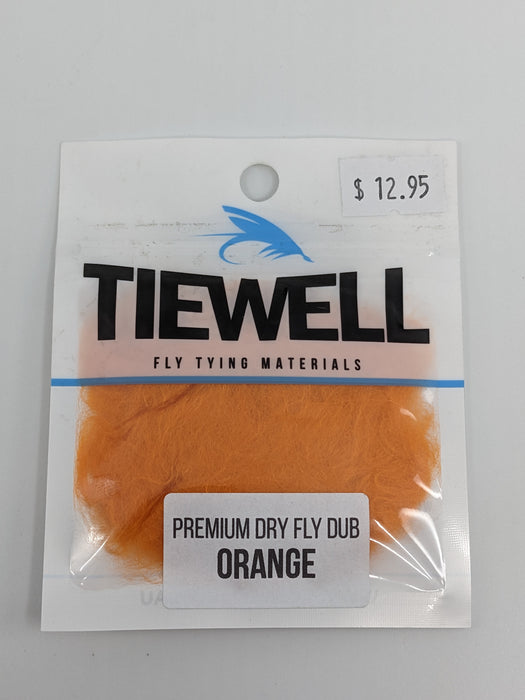 $ 12.95
TIEWELL
FLY TYING MATERIALS
PREMIUM DRY FLY DUB
ORANGE